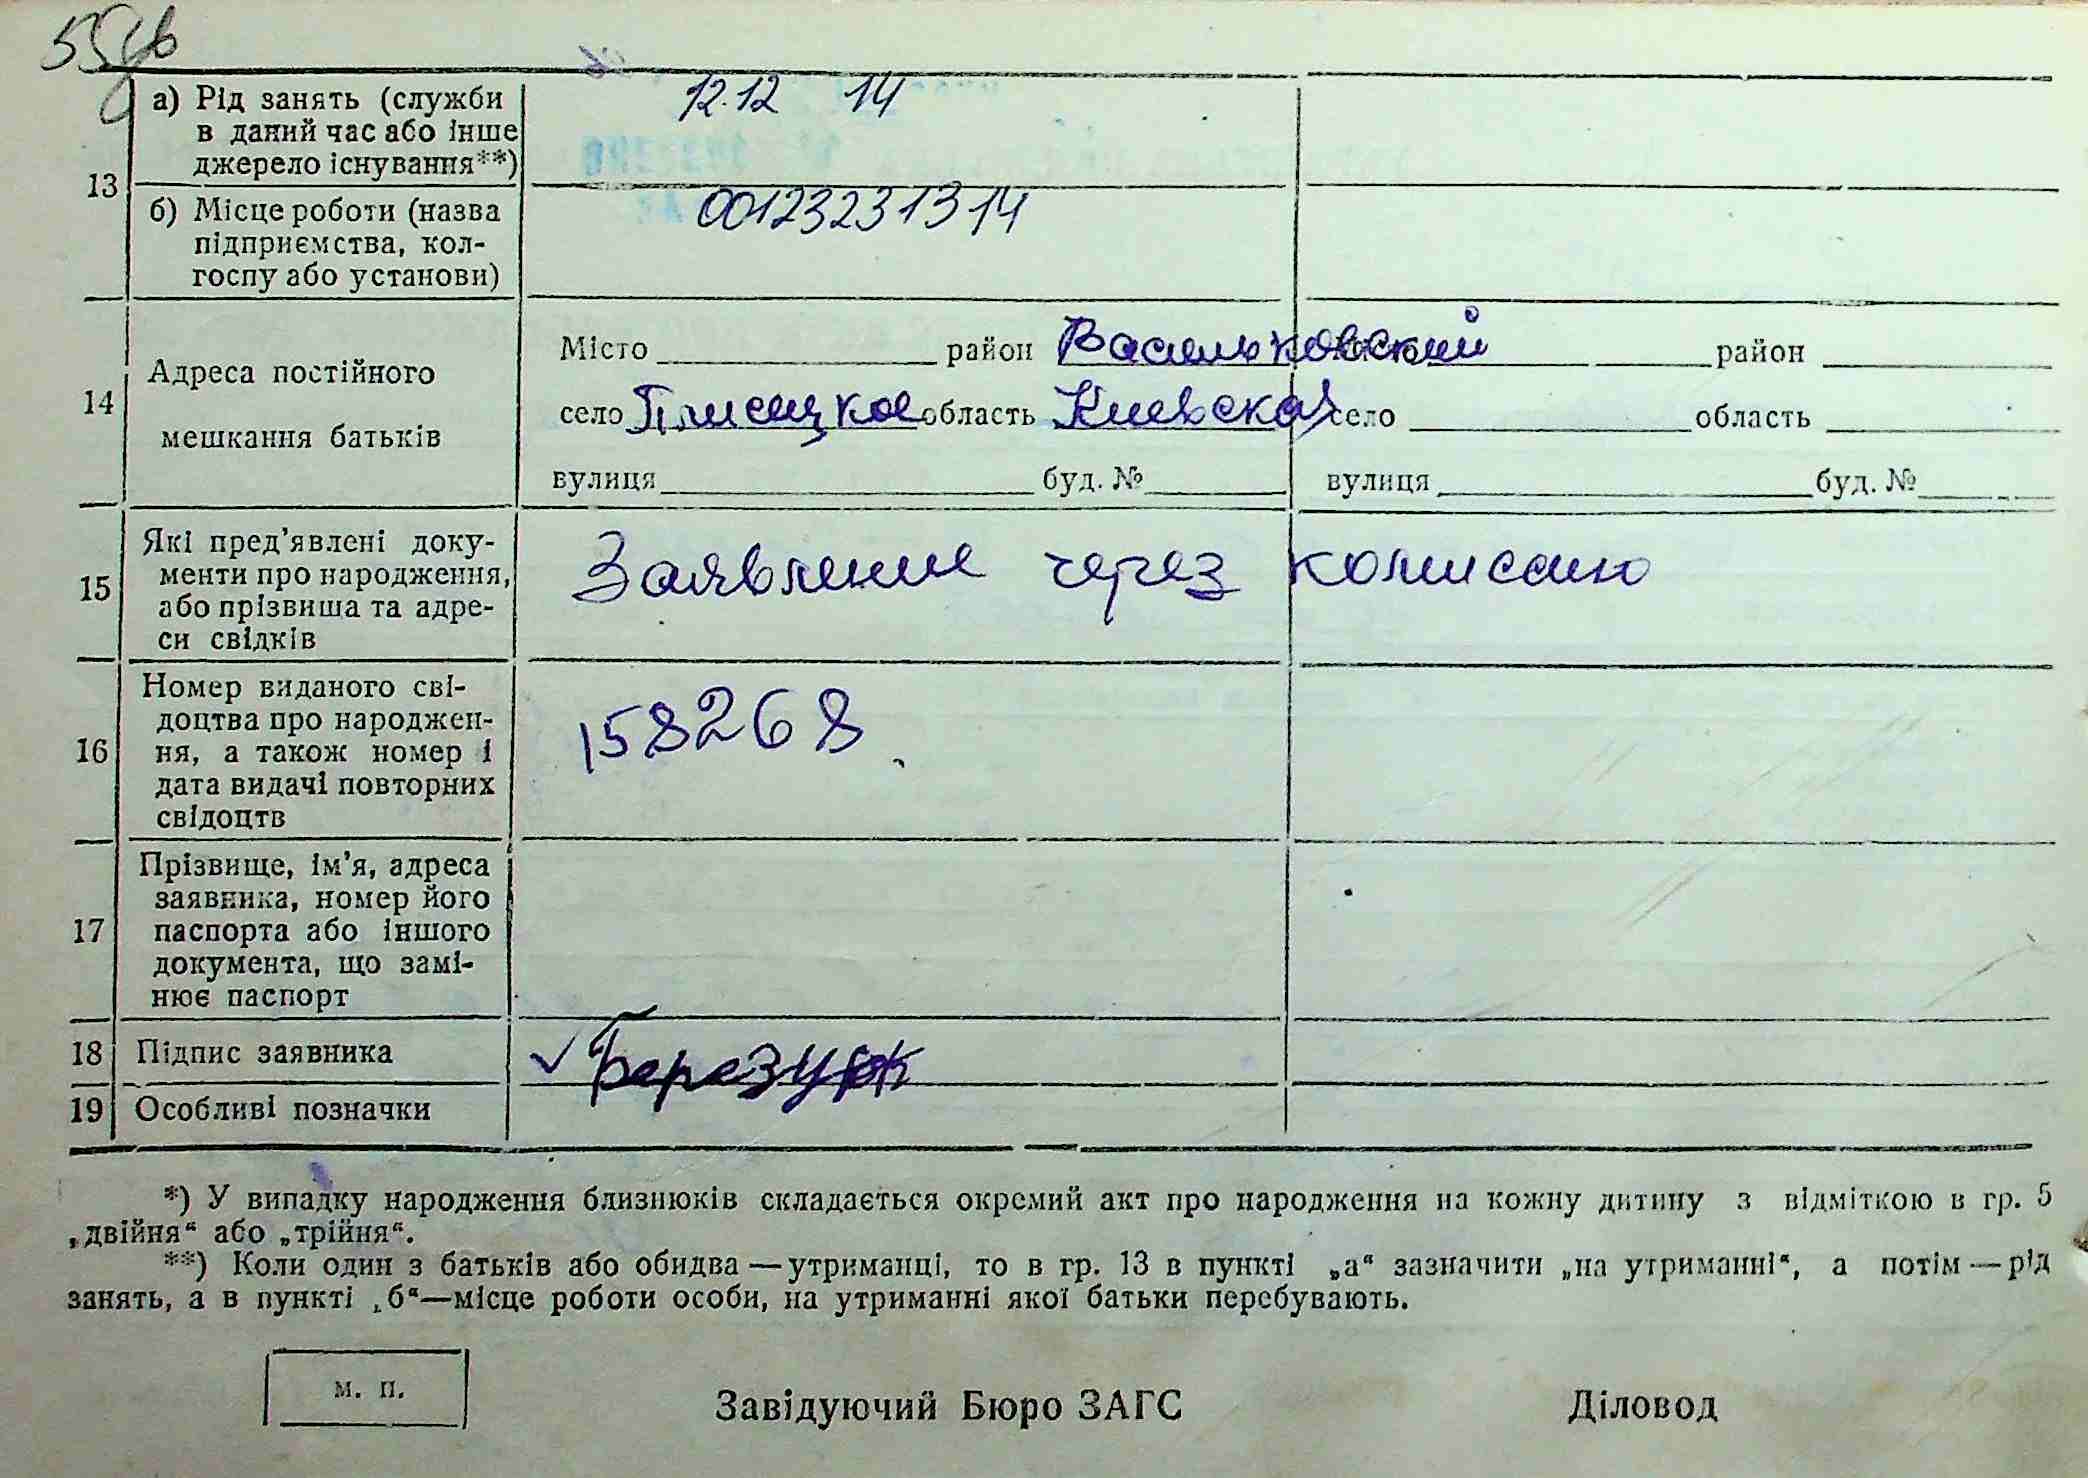 13
а) Рід занять (служби
в даний час або інше
джерело існування**)
12.12 14
б) Місце роботи (назва
підприємства, кол-
госпу або установи)
00123231314
14
Адреса постійного
мешкання батьків
Місто район Васильковский район
село Плисецкое область Киевская село область
вулиця буд. № вулиця буд. №
15
Які пред’явлені доку-
менти про народження,
або прізвиша та адре-
си свідків
Заявление через комиссию
16
Номер виданого сві-
доцтва про народжен-
ня, а також номер і
дата видачі повторних
свідоцтв
158268
17
Прізвище, ім’я, адреса
заявника, номер його
паспорта або іншого
документа, що замі-
нює паспорт
18 Підпис заявника
19 Особливі позначки
*) У випадку народження близнюків складається окремий акт про народження на кожну дитину з відміткою в гр. 5
„двійня“ або „трійня“.
**) Коли один з батьків або обидва — утриманці, то в гр. 13 в пункті „а“ зазначити „на утриманні“, а потім — рід
занять, а в пункті „б“—місце роботи особи, на утриманні якої батьки перебувають.
м. п.
Завідуючий Бюро ЗАГС Діловод